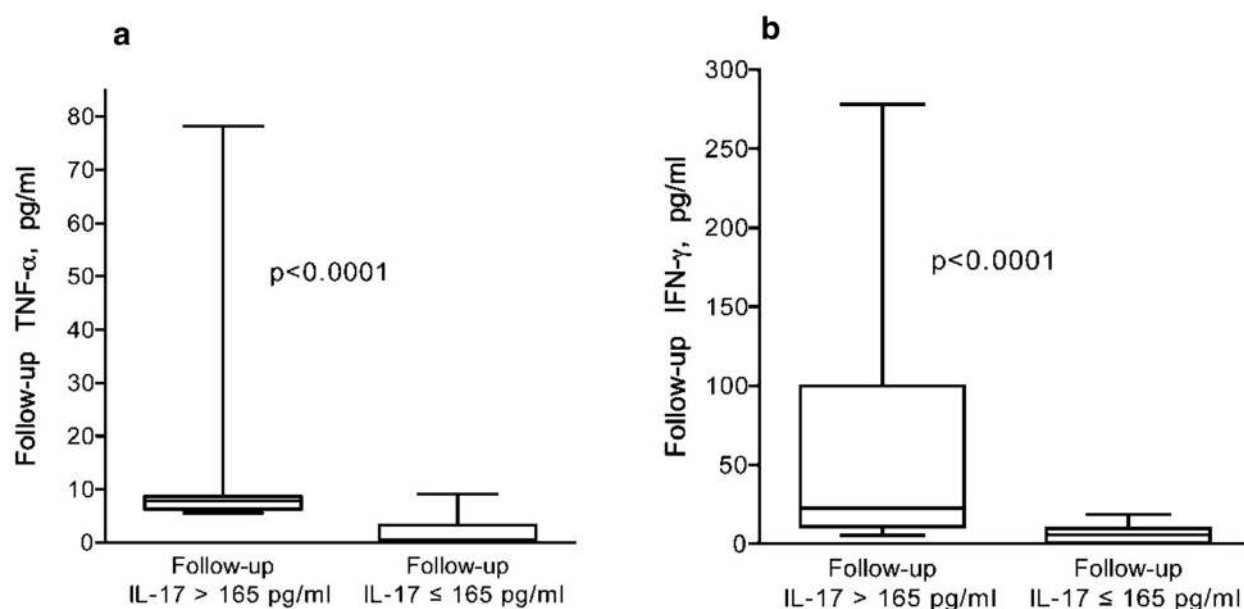 a
Follow-up TNF-α, pg/ml
80
70
60
50
40
30
20
10
0
p<0.0001
Follow-up
IL-17 > 165 pg/ml
Follow-up
IL-17 ≤ 165 pg/ml
b
Follow-up IFN-γ, pg/ml
300
250
200
150
100
50
0
p<0.0001
Follow-up
IL-17 > 165 pg/ml
Follow-up
IL-17 ≤ 165 pg/ml